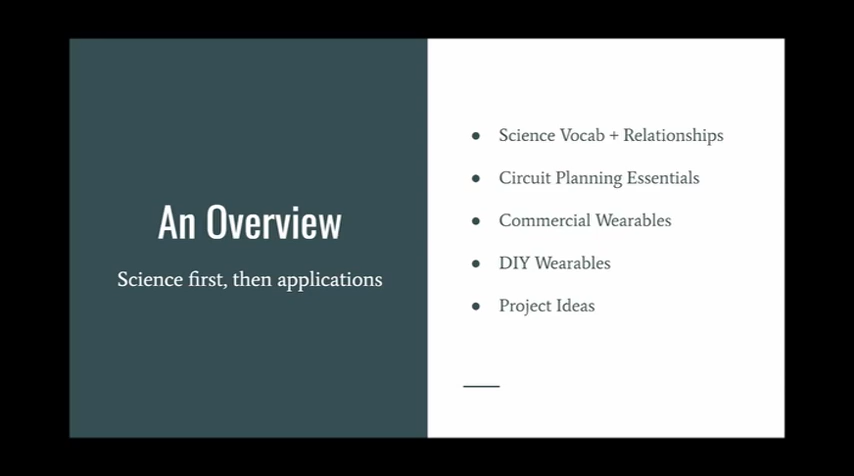 An Overview
Science first, then applications
● Science Vocab + Relationships
● Circuit Planning Essentials
● Commercial Wearables
● DIY Wearables
● Project Ideas